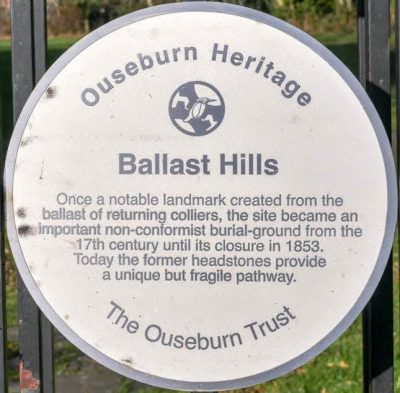 Ouseburn Heritage
Ballast Hills
Once a notable landmark created from the
ballast of returning colliers, the site became an
important non-conformist burial-ground from the
17th century until its closure in 1853.
Today the former headstones provide
a unique but fragile pathway.
The Ouseburn Trust